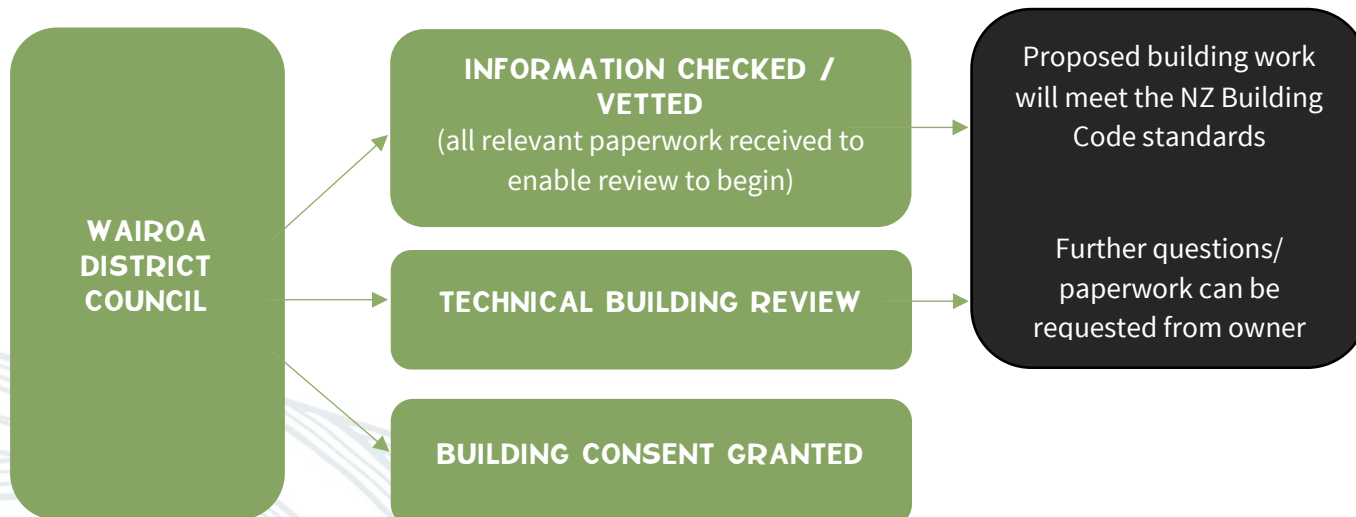 WAIROA
DISTRICT
COUNCIL
INFORMATION CHECKED /
VETTED
(all relevant paperwork received to
enable review to begin)
TECHNICAL BUILDING REVIEW
BUILDING CONSENT GRANTED
Proposed building work
will meet the NZ Building
Code standards
Further questions/
paperwork can be
requested from owner